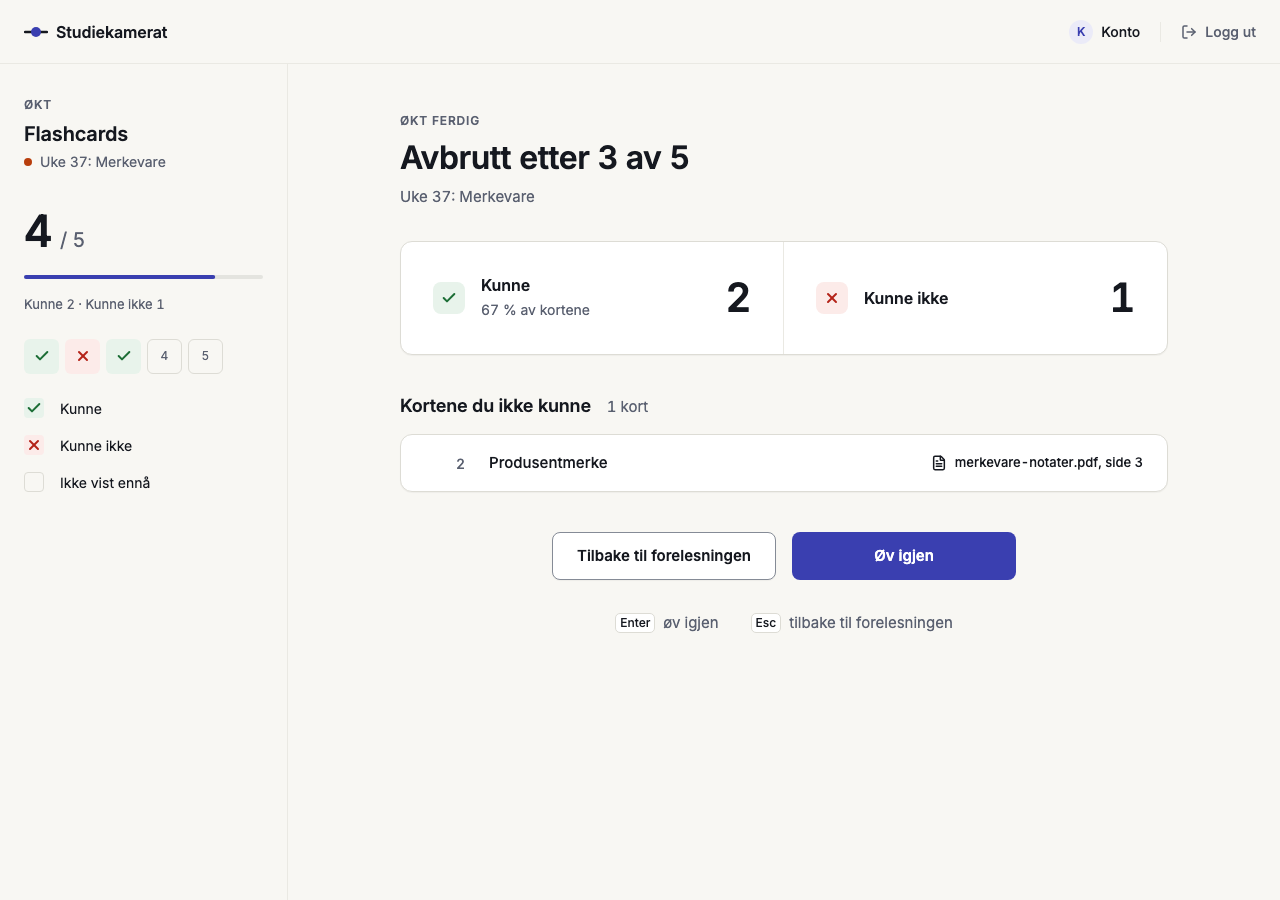 Studiekamerat
K Konto
Logg ut
ØKT
Flashcards
Uke 37: Merkevare
4 / 5
Kunne 2 · Kunne ikke 1
4 5
Kunne
Kunne ikke
Ikke vist ennå
ØKT FERDIG
Avbrutt etter 3 av 5
Uke 37: Merkevare
Kunne
67 % av kortene
2
Kunne ikke
1
Kortene du ikke kunne 1 kort
2 Produsentmerke merkevare-notater.pdf, side 3
Tilbake til forelesningen
Øv igjen
Enter øv igjen Esc tilbake til forelesningen